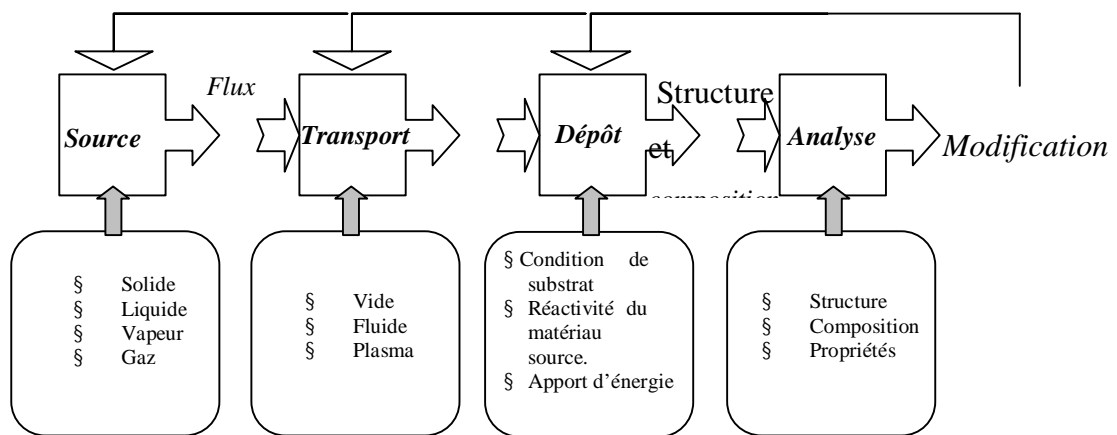 Flux
Source
Transport
Dépôt
Structure
et
composition
Analyse
Modification
§ Solide
§ Liquide
§ Vapeur
§ Gaz
§ Vide
§ Fluide
§ Plasma
§ Condition de
substrat
§ Réactivité du
matériau
source.
§ Apport d’énergie
§ Structure
§ Composition
§ Propriétés